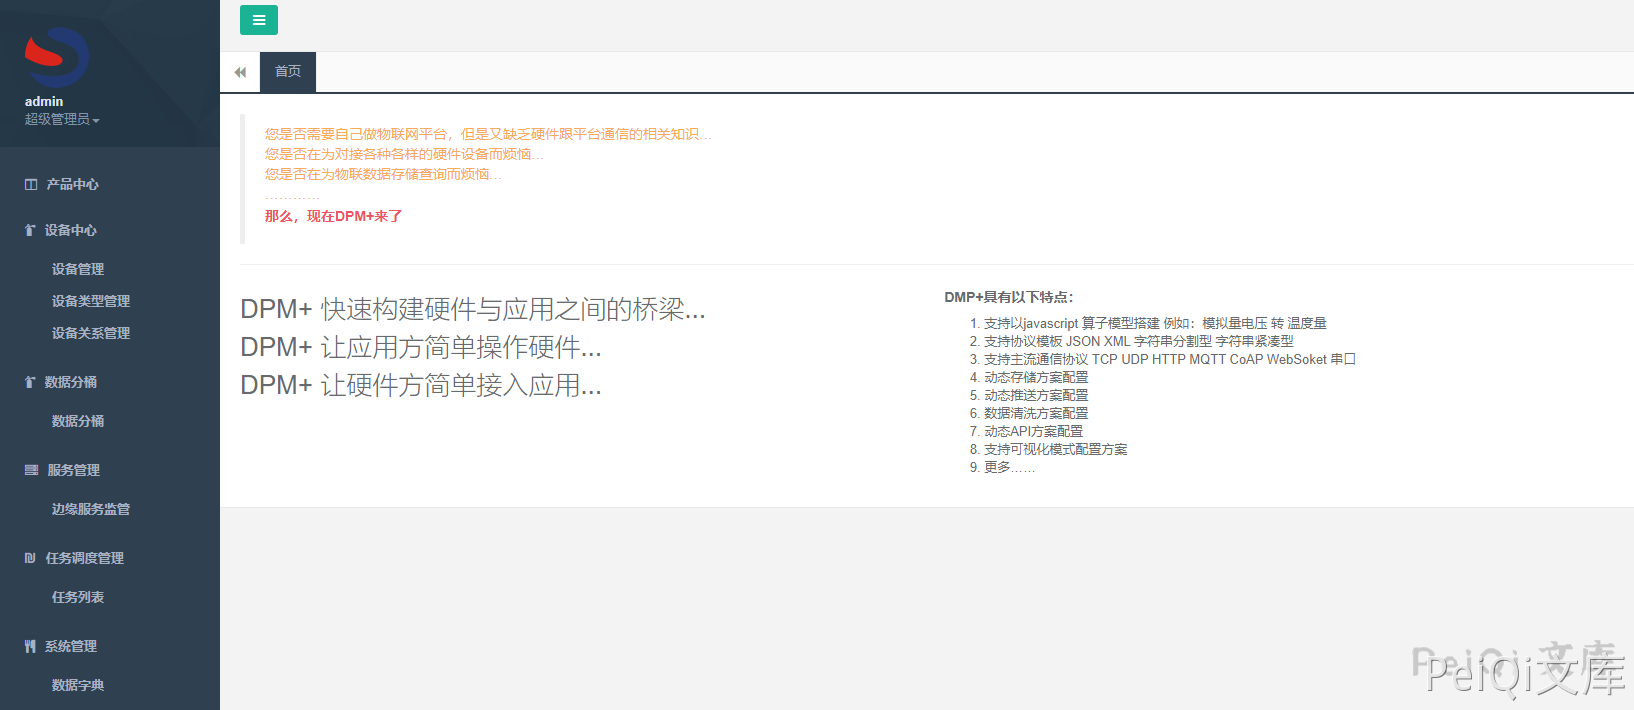 admin
超级管理员
产品中心
设备中心
设备管理
设备类型管理
设备关系管理
数据分桶
数据分桶
服务管理
边缘服务监管
任务调度管理
任务列表
系统管理
数据字典
首页
您是否需要自己做物联网平台，但是又缺乏硬件跟平台通信的相关知识...
您是否在为对接各种各样的硬件设备而烦恼...
您是否在为物联数据存储查询而烦恼...
............
那么，现在DPM+来了
DPM+ 快速构建硬件与应用之间的桥梁...
DPM+ 让应用方简单操作硬件...
DPM+ 让硬件方简单接入应用...
DMP+具有以下特点：
1. 支持以javascript 算子模型搭建 例如：模拟量电压 转 温度量
2. 支持协议模板 JSON XML 字符串分割型 字符串紧凑型
3. 支持主流通信协议 TCP UDP HTTP MQTT CoAP WebSoket 串口
4. 动态存储方案配置
5. 动态推送方案配置
6. 数据清洗方案配置
7. 动态API方案配置
8. 支持可视化模式配置方案
9. 更多......
PeiQi 文库
PeiQi文库